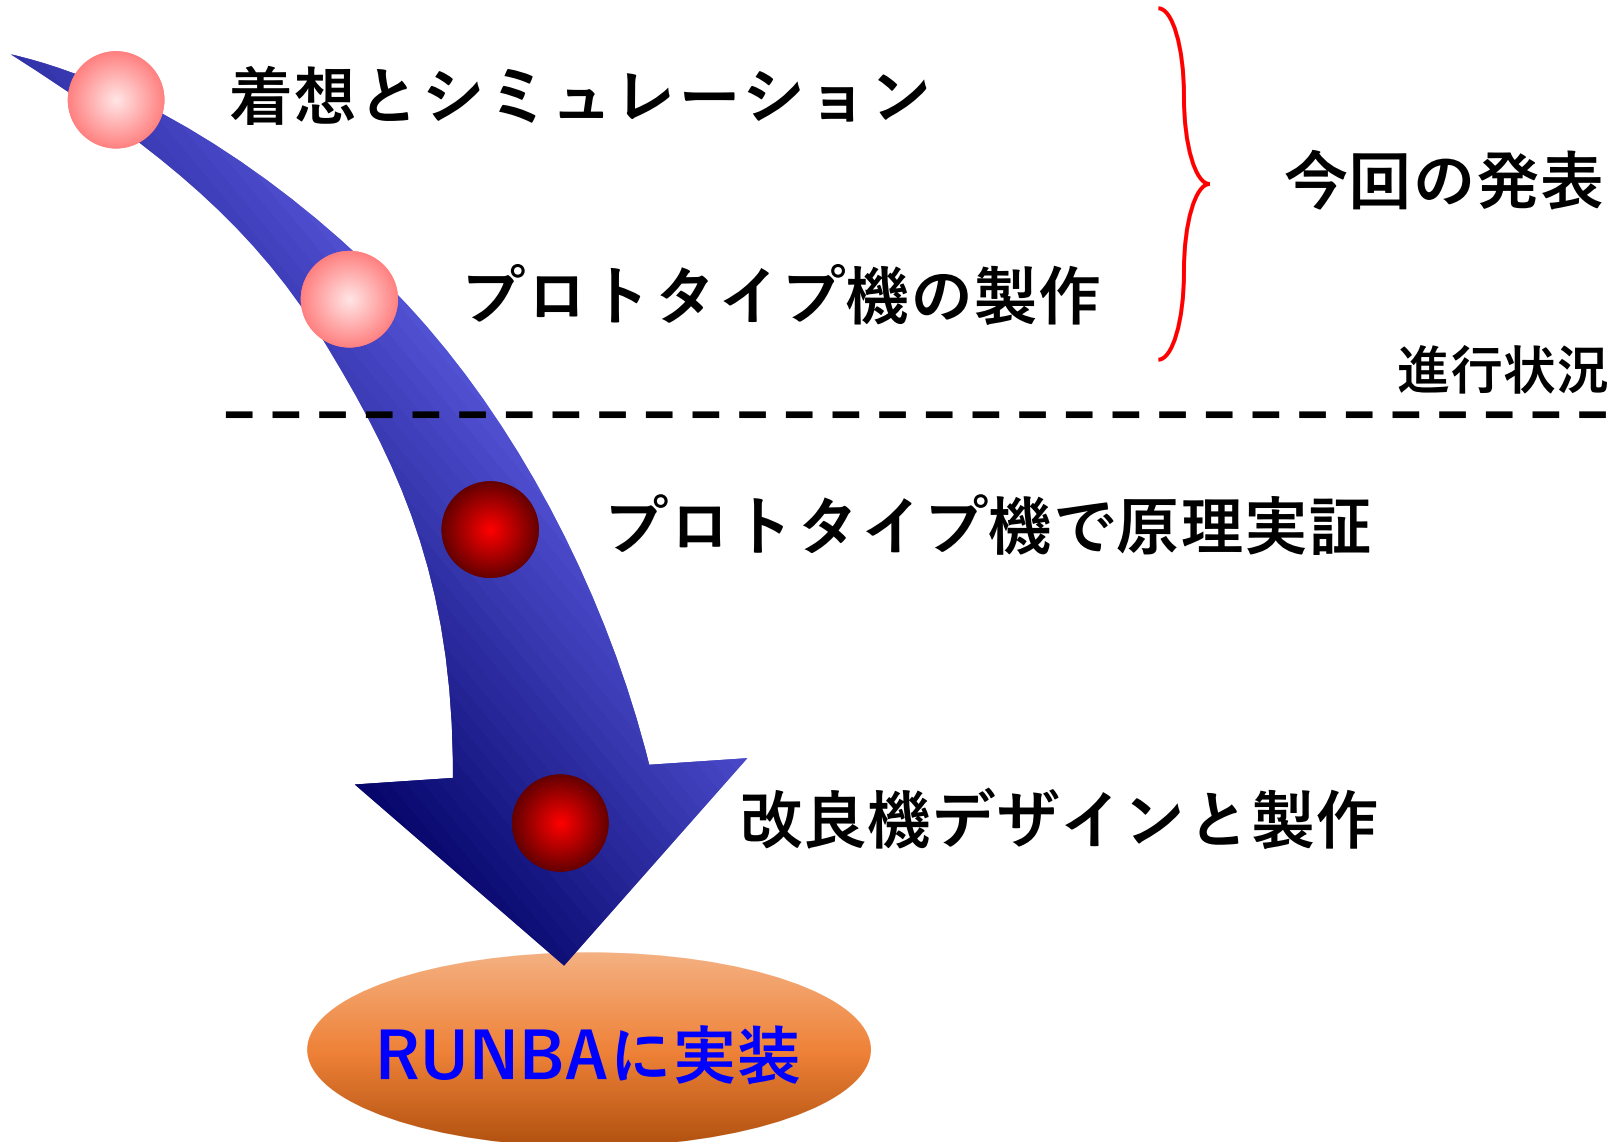 着想とシミュレーション
今回の発表
プロトタイプ機の製作
進行状況
プロトタイプ機で原理実証
改良機デザインと製作
RUNBAに実装